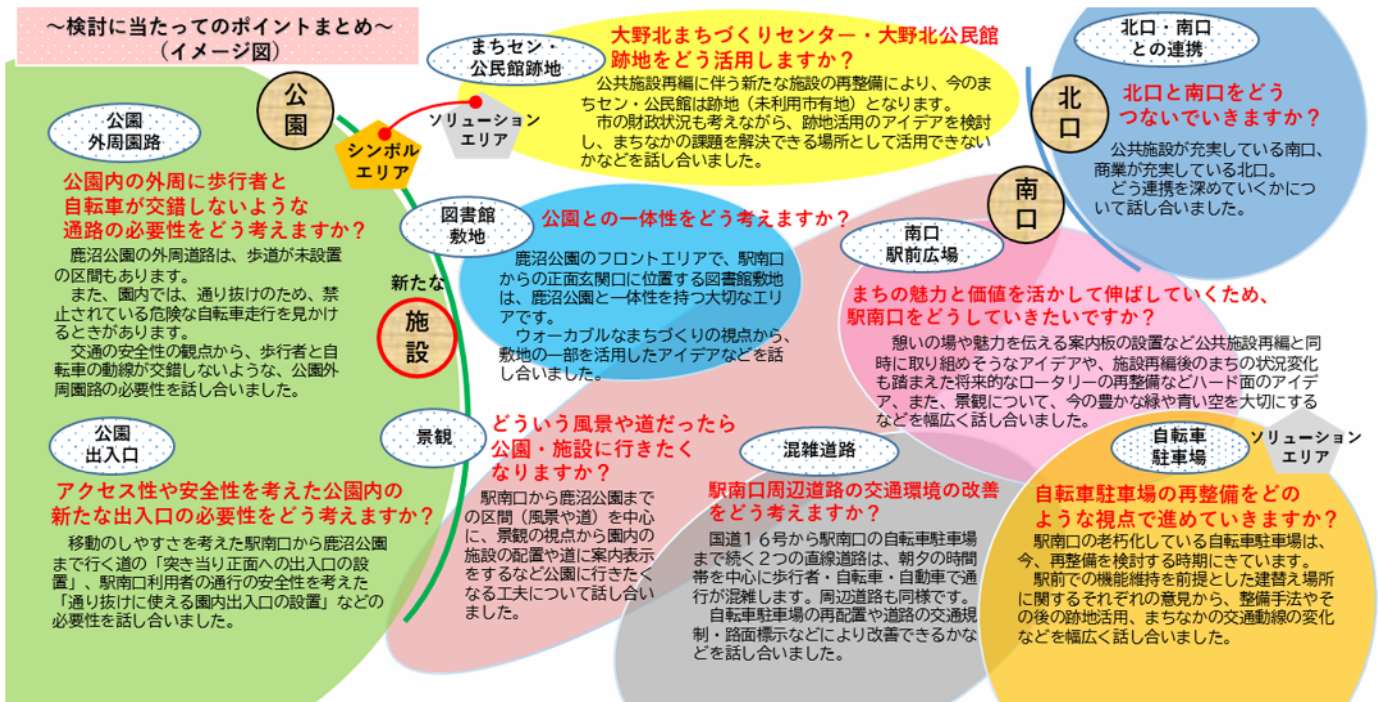 ～検討に当たってのポイントまとめ～
（イメージ図）
公園
シンボル
エリア
公園
外周園路
公園内の外周に歩行者と
自転車が交錯しないような
通路の必要性をどう考えますか？
鹿沼公園の外周道路は、歩道が未設置
の区間もあります。
また、園内では、通り抜けのため、禁
止されている危険な自転車走行を見かけ
るときがあります。
交通の安全性の観点から、歩行者と自
転車の動線が交錯しないような、公園外
周園路の必要性を話し合いました。
公園
出入口
アクセス性や安全性を考えた公園内の
新たな出入口の必要性をどう考えますか？
移動のしやすさを考えた駅南口から鹿沼公園
まで行く道の「突き当り正面への出入口の設
置」、駅南口利用者の通行の安全性を考えた
「通り抜けに使える園内出入口の設置」などの
必要性を話し合いました。
まちセン・
公民館跡地
ソリューション
エリア
大野北まちづくりセンター・大野北公民館
跡地をどう活用しますか？
公共施設再編に伴う新たな施設の再整備により、今のま
ちセン・公民館は跡地（未利用市有地）となります。
市の財政状況も考えながら、跡地活用のアイデアを検討
し、まちなかの課題を解決できる場所として活用できない
かなどを話し合いました。
新たな
施設
図書館
敷地
公園との一体性をどう考えますか？
鹿沼公園のフロントエリアで、駅南口
からの正面玄関口に位置する図書館敷地
は、鹿沼公園と一体性を持つ大切なエリ
アです。
ウォーカブルなまちづくりの視点から、
敷地の一部を活用したアイデアなどを話
し合いました。
景観
どういう風景や道だったら
公園・施設に行きたく
なりますか？
駅南口から鹿沼公園まで
の区間（風景や道）を中心
に、景観の視点から園内の
施設の配置や道に案内表示
をするなど公園に行きたく
なる工夫について話し合い
ました。
北口
北口・南口
との連携
北口と南口をどう
つないでいきますか？
公共施設が充実している南口、
商業が充実している北口。
どう連携を深めていくかにつ
いて話し合いました。
南口
南口
駅前広場
まちの魅力と価値を活かして伸ばしていくため、
駅南口をどうしていきたいですか？
憩いの場や魅力を伝える案内板の設置など公共施設再編と同
時に取り組めそうなアイデアや、施設再編後のまちの状況変化
も踏まえた将来的なロータリーの再整備などハード面のアイデ
ア、また、景観について、今の豊かな緑や青い空を大切にする
などを幅広く話し合いました。
混雑道路
駅南口周辺道路の交通環境の改善
をどう考えますか？
国道１６号から駅南口の自転車駐車場
まで続く２つの直線道路は、朝夕の時間
帯を中心に歩行者・自転車・自動車で通
行が混雑します。周辺道路も同様です。
自転車駐車場の再配置や道路の交通規
制・路面標示などにより改善できるかな
どを話し合いました。
自転車
駐車場
ソリューション
エリア
自転車駐車場の再整備をどの
ような視点で進めていきますか？
駅南口の老朽化している自転車駐車場は、
今、再整備を検討する時期にきています。
駅前での機能維持を前提とした建替え場所
に関するそれぞれの意見から、整備手法やそ
の後の跡地活用、まちなかの交通動線の変化
などを幅広く話し合いました。